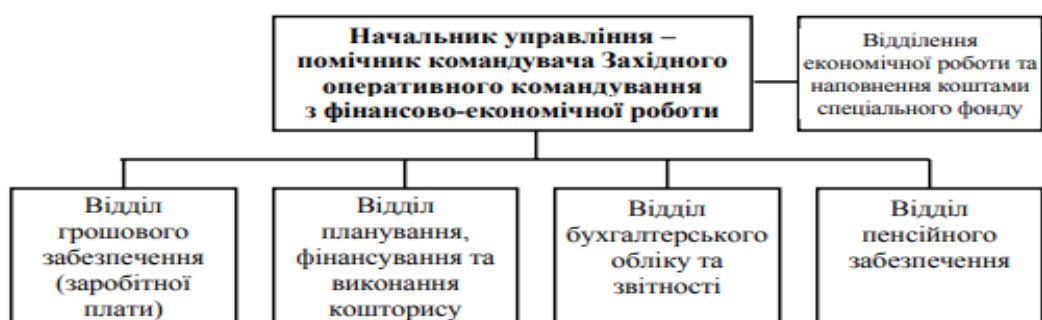 Начальник управління –
помічник командувача Західного
оперативного командування
з фінансово-економічної роботи
Відділення
економічної роботи та
наповнення коштами
спеціального фонду
Відділ
грошового
забезпечення
(заробітної
плати)
Відділ
планування,
фінансування та
виконання
кошторису
Відділ
бухгалтерського
обліку та
звітності
Відділ
пенсійного
забезпечення